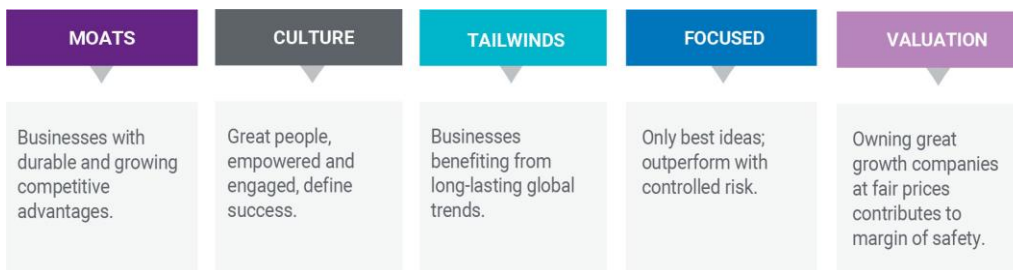 MOATS
Businesses with
durable and growing
competitive
advantages.
CULTURE
Great people,
empowered and
engaged, define
success.
TAILWINDS
Businesses
benefiting from
long-lasting global
trends.
FOCUSED
Only best ideas;
outperform with
controlled risk.
VALUATION
Owning great
growth companies
at fair prices
contributes to
margin of safety.